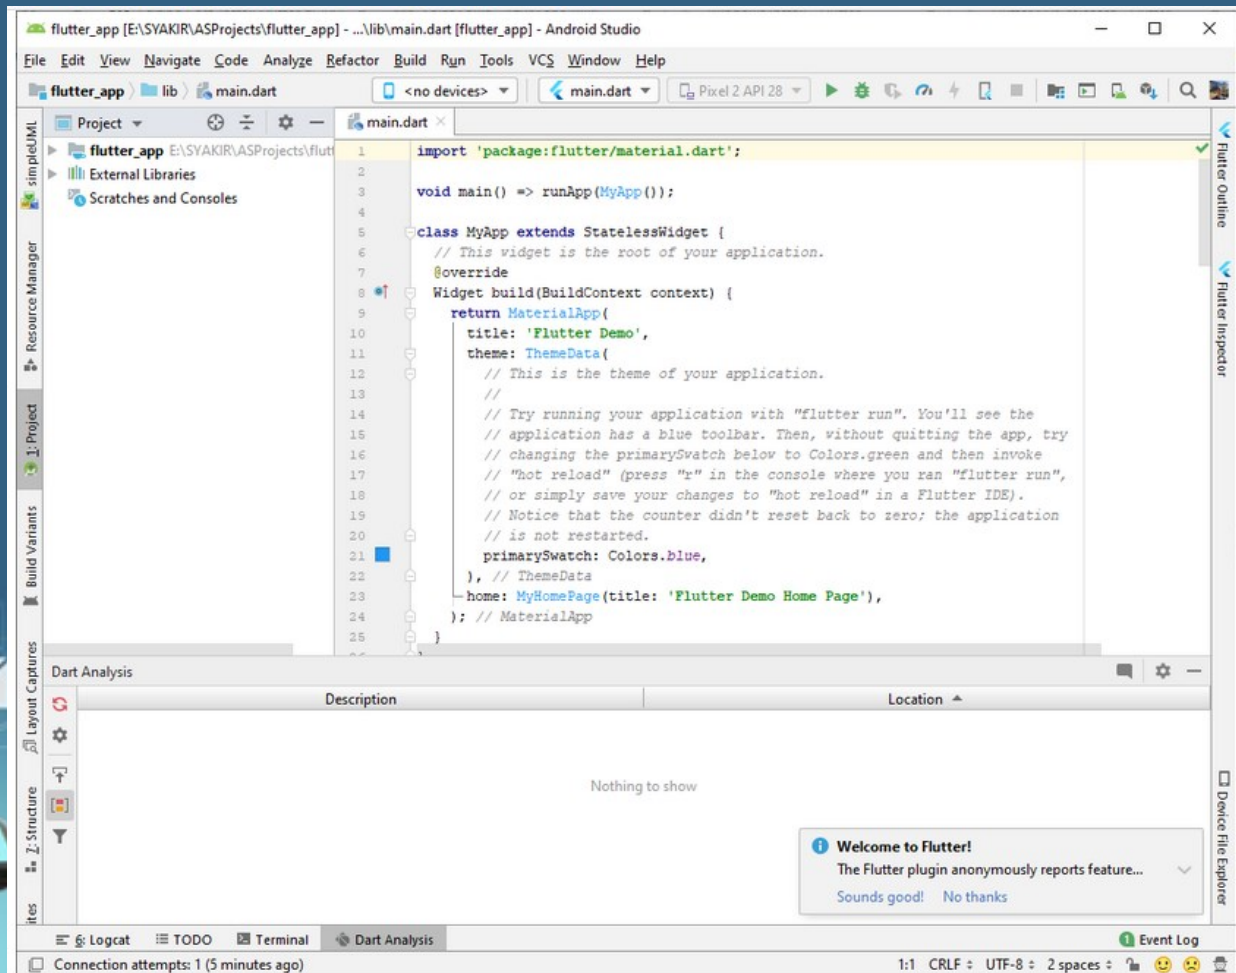 flutter_app [E:\SYAKIR\ASProjects\flutter_app] - ...\lib\main.dart [flutter_app] - Android Studio
File Edit View Navigate Code Analyze Refactor Build Run Tools VCS Window Help
flutter_app lib main.dart <no devices> main.dart Pixel 2 API 28
Project main.dart
flutter_app E:\SYAKIR\ASProjects\flut
External Libraries
Scratches and Consoles
1 import 'package:flutter/material.dart';
2
3 void main() => runApp(MyApp());
4
5 class MyApp extends StatelessWidget {
6 // This widget is the root of your application.
7 @override
8 Widget build(BuildContext context) {
9 return MaterialApp(
10 title: 'Flutter Demo',
11 theme: ThemeData(
12 // This is the theme of your application.
13 //
14 // Try running your application with "flutter run". You'll see the
15 // application has a blue toolbar. Then, without quitting the app, try
16 // changing the primarySwatch below to Colors.green and then invoke
17 // "hot reload" (press "r" in the console where you ran "flutter run",
18 // or simply save your changes to "hot reload" in a Flutter IDE).
19 // Notice that the counter didn't reset back to zero; the application
20 // is not restarted.
21 primarySwatch: Colors.blue,
22 ), // ThemeData
23 home: MyHomePage(title: 'Flutter Demo Home Page'),
24 ); // MaterialApp
25 }
simpleUML
Resource Manager
1: Project
Build Variants
Layout Captures
Z: Structure
ites
Flutter Outline
Flutter Inspector
Device File Explorer
Dart Analysis
Description Location
Nothing to show
Welcome to Flutter!
The Flutter plugin anonymously reports feature...
Sounds good! No thanks
6: Logcat TODO Terminal Dart Analysis 1 Event Log
Connection attempts: 1 (5 minutes ago) 1:1 CRLF UTF-8 2 spaces